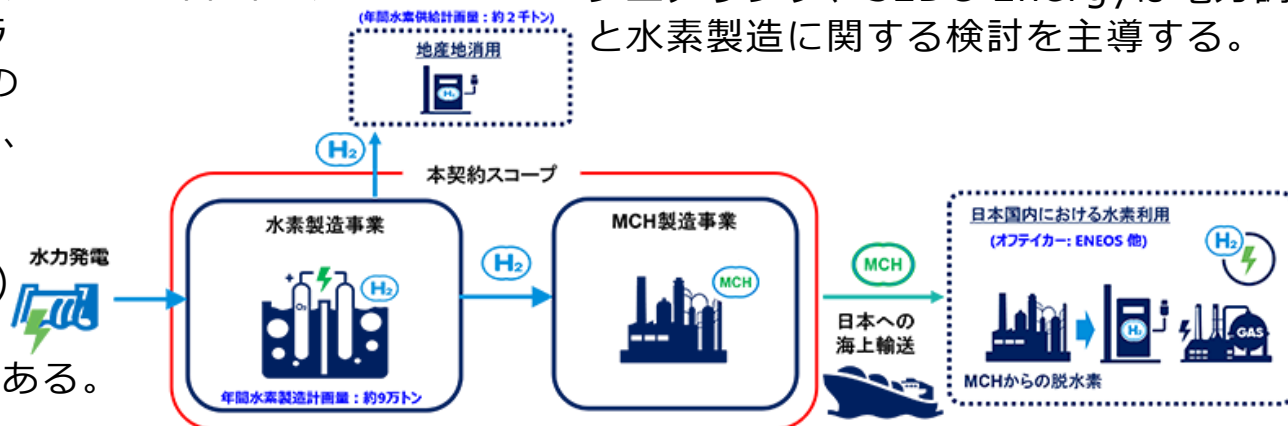 (年間水素供給計画量：約２千トン)
と水素製造に関する検討を主導する。
ラ
の
、
地産地消用
H₂
H₂
本契約スコープ
水素製造事業
MCH製造事業
日本国内における水素利用
(オフテイカー: ENEOS 他)
H₂
水力発電
)
O₂
H₂
H₂
MCH
MCH
日本への
海上輸送
H₂
GAS
MCHからの脱水素
ある。
年間水素製造計画量：約9万トン